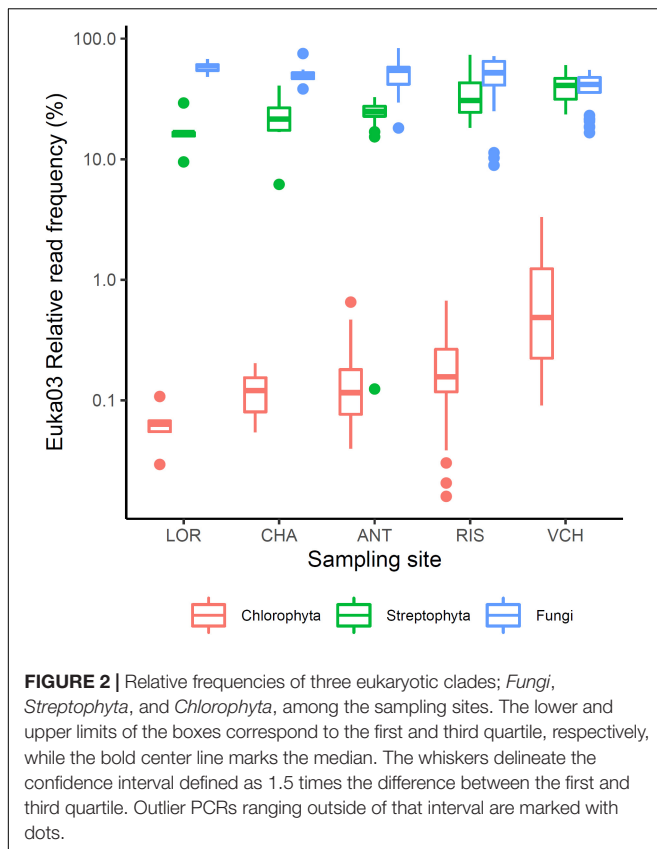 Euka03 Relative read frequency (%)
100.0
10.0
1.0
0.1
LOR CHA ANT RIS VCH
Sampling site
Chlorophyta Streptophyta Fungi
FIGURE 2 | Relative frequencies of three eukaryotic clades; Fungi,
Streptophyta, and Chlorophyta, among the sampling sites. The lower and
upper limits of the boxes correspond to the first and third quartile, respectively,
while the bold center line marks the median. The whiskers delineate the
confidence interval defined as 1.5 times the difference between the first and
third quartile. Outlier PCRs ranging outside of that interval are marked with
dots.